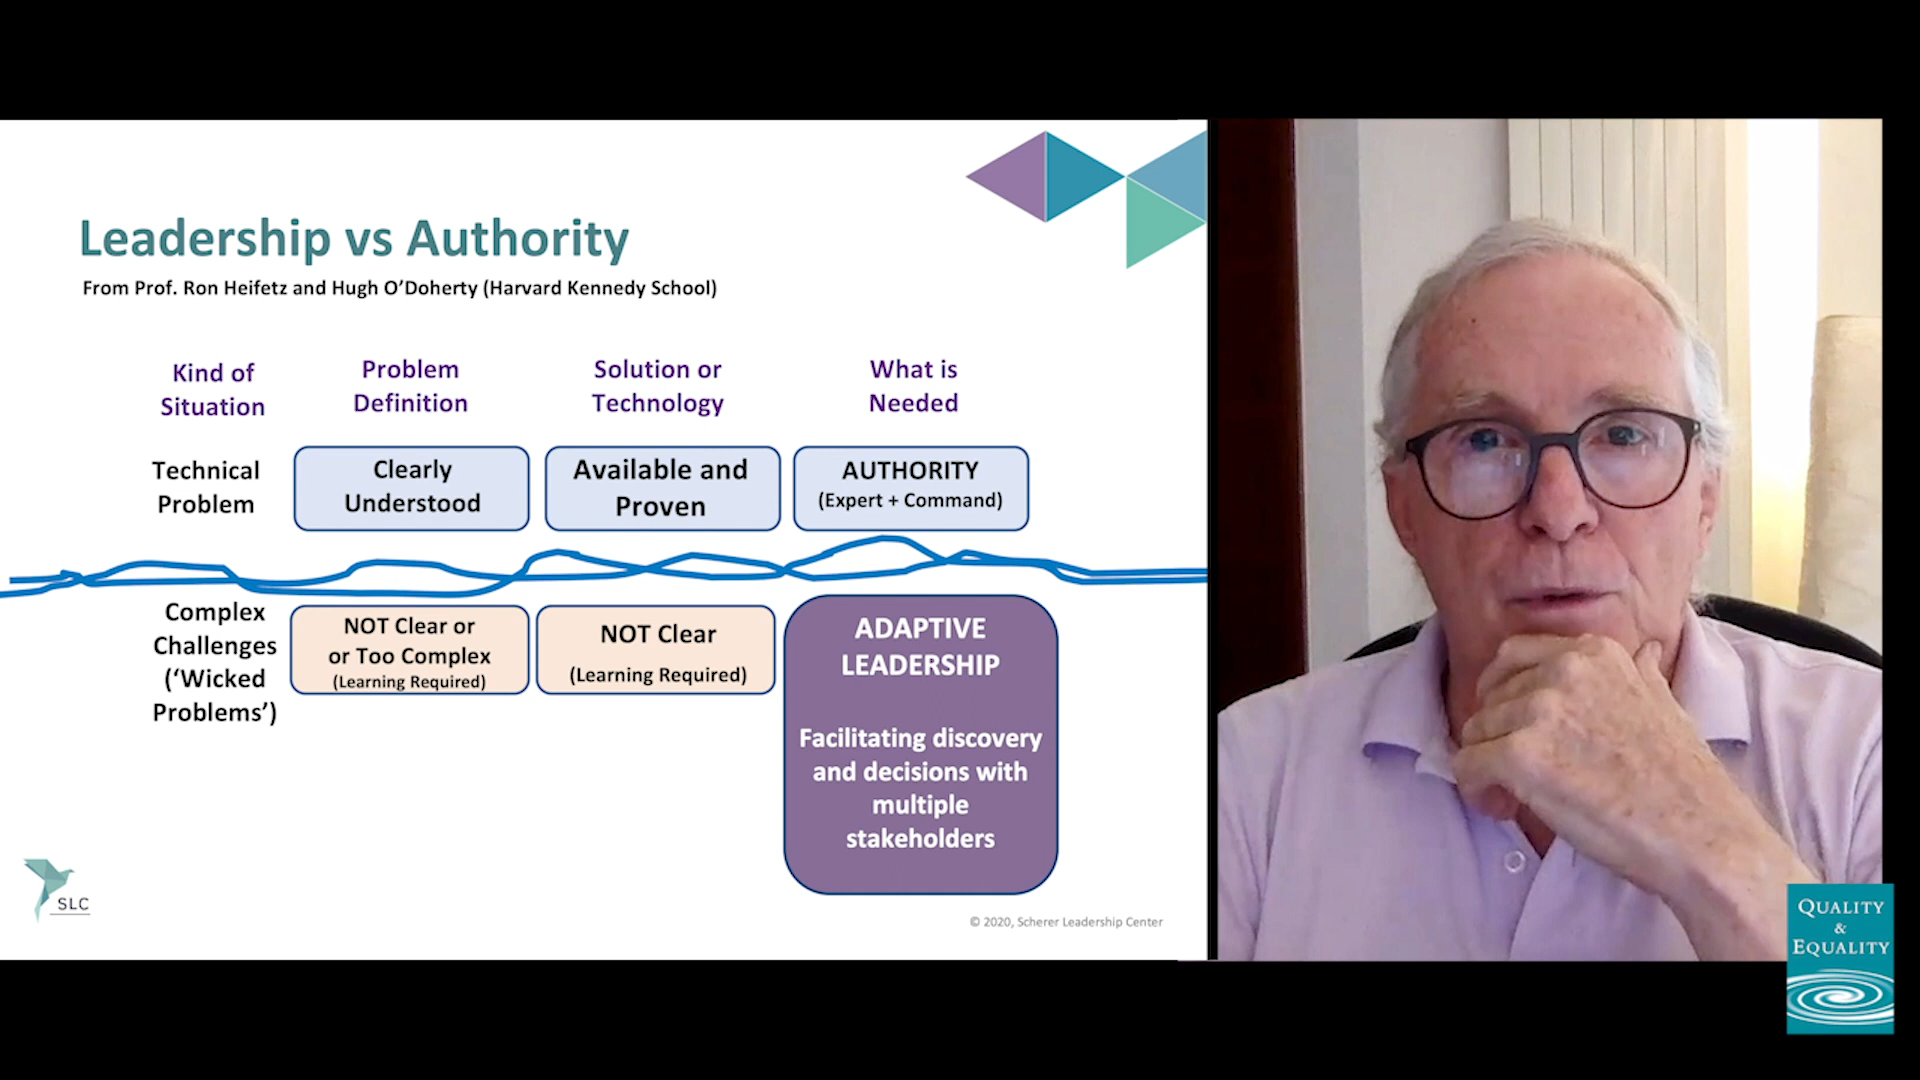 Leadership vs Authority
From Prof. Ron Heifetz and Hugh O’Doherty (Harvard Kennedy School)
Kind of
Situation
Problem
Definition
Solution or
Technology
What is
Needed
Technical
Problem
Clearly
Understood
Available and
Proven
AUTHORITY
(Expert + Command)
Complex
Challenges
(‘Wicked
Problems’)
NOT Clear or
or Too Complex
(Learning Required)
NOT Clear
(Learning Required)
ADAPTIVE
LEADERSHIP
Facilitating discovery
and decisions with
multiple
stakeholders
SLC
© 2020, Scherer Leadership Center
QUALITY
&
EQUALITY